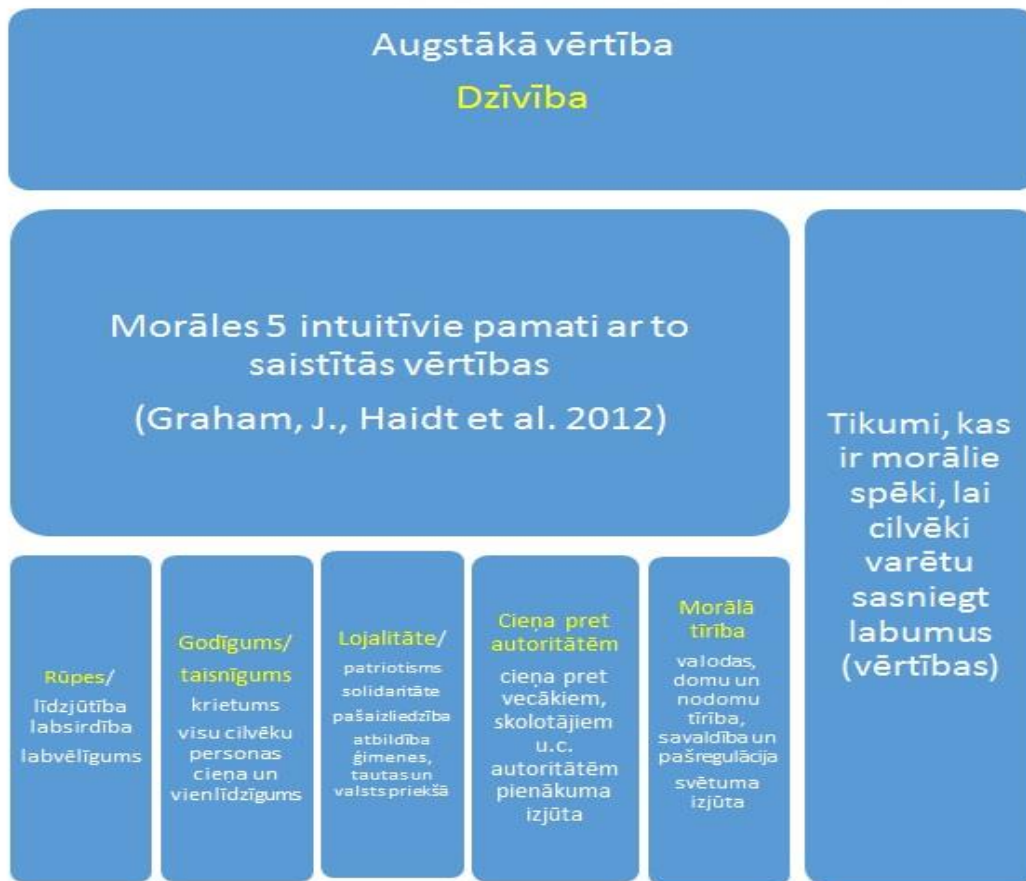 Augstākā vērtība
Dzīvība
Morāles 5 intuitīvie pamati ar to
saistītās vērtības
(Graham, J., Haidt et al. 2012)
Rūpes/
līdzjūtība
labsirdība
labvēlīgums
Godīgums/
taisnīgums
krietums
visu cilvēku
personas
cieņa un
vienlīdzīgums
Lojalitāte/
patriotisms
solidaritāte
pašaizliedzība
atbildība
ģimenes,
tautas un
valsts priekšā
Cieņa pret
autoritātēm
cieņa pret
vecākiem,
skolotājiem
u.c.
autoritātēm
pienākuma
izjūta
Morālā
tīrība
valodas,
domu un
nodomu
tīrība,
savaldība un
pašregulācija
svētuma
izjūta
Tikumi, kas
ir morālie
spēki, lai
cilvēki
varētu
sasniegt
labumus
(vērtības)